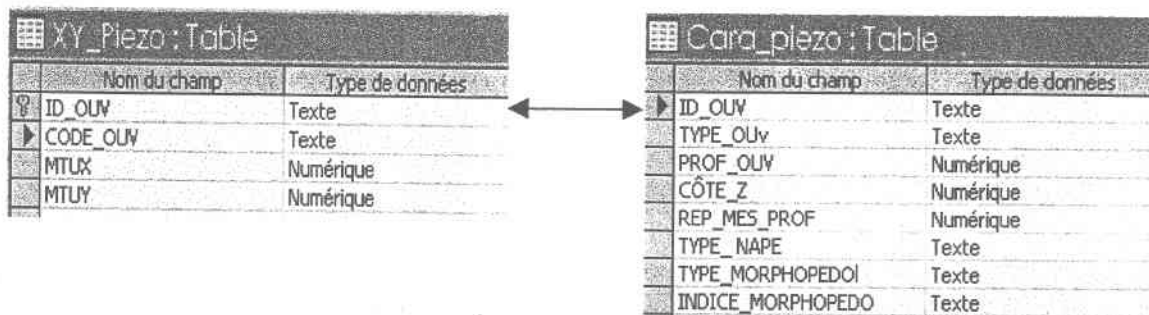 XY_Piezo : Table
Nom du champ Type de données
ID_OUV Texte
CODE_OUV Texte
MTUX Numérique
MTUY Numérique
Cara_piezo : Table
Nom du champ Type de données
ID_OUV Texte
TYPE_OUv Texte
PROF_OUV Numérique
CÔTE_Z Numérique
REP_MES_PROF Numérique
TYPE_NAPE Texte
TYPE_MORPHOPEDOl Texte
INDICE_MORPHOPEDO Texte